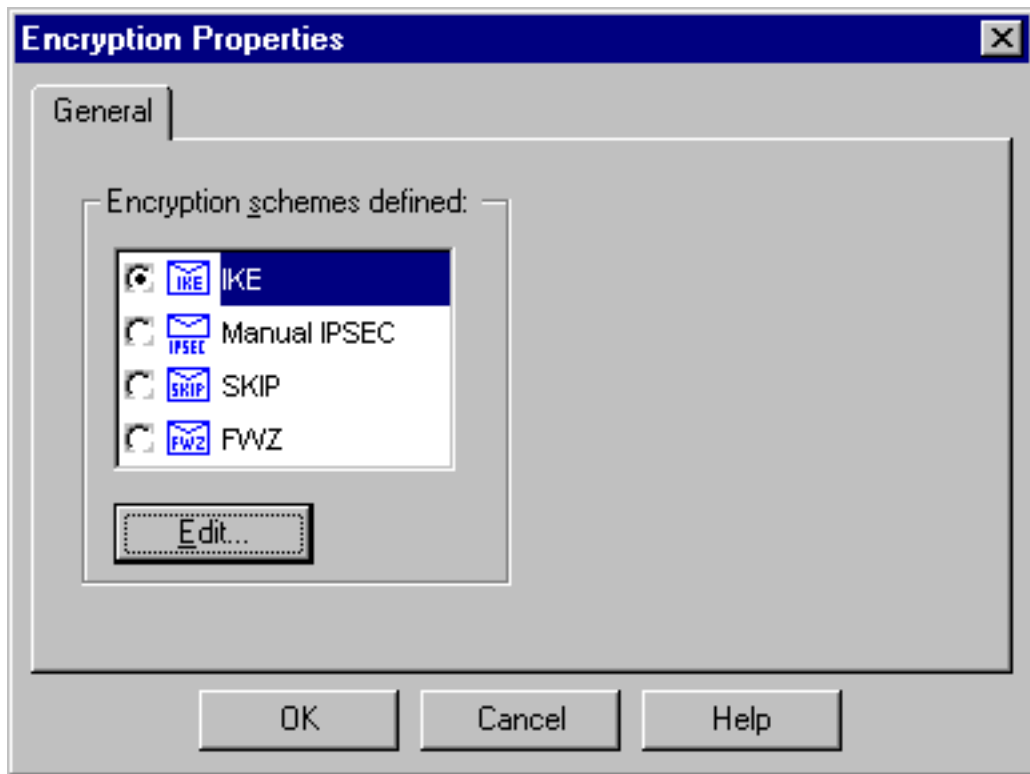 Encryption Properties
General
Encryption schemes defined:
IKE IKE
IPSEC Manual IPSEC
SKIP SKIP
FWZ FWZ
Edit...
OK Cancel Help